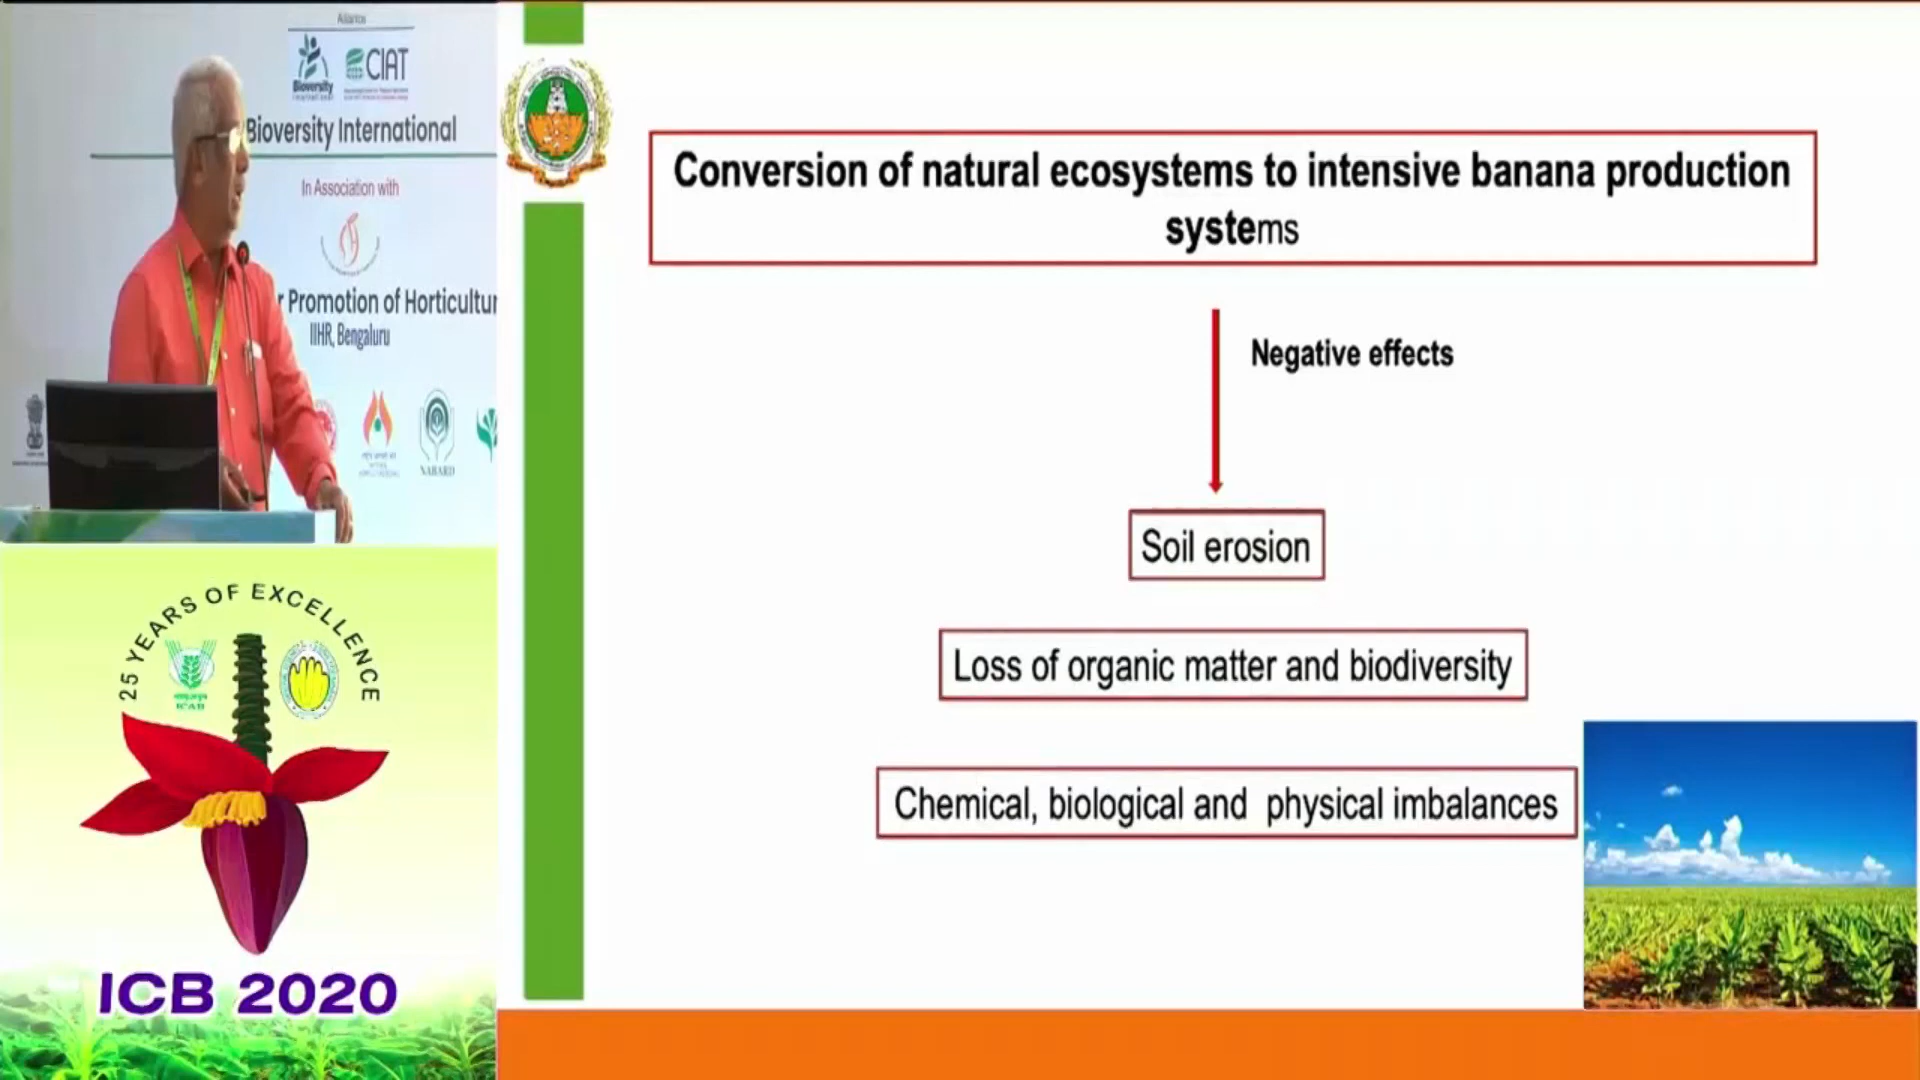 Alliance
Bioversity
CIAT
Bioversity International
In Association with
r Promotion of Horticultur
IIHR, Bengaluru
NABARD
25 YEARS OF EXCELLENCE
ICAR
ICB 2020
Conversion of natural ecosystems to intensive banana production
systems
Negative effects
Soil erosion
Loss of organic matter and biodiversity
Chemical, biological and physical imbalances